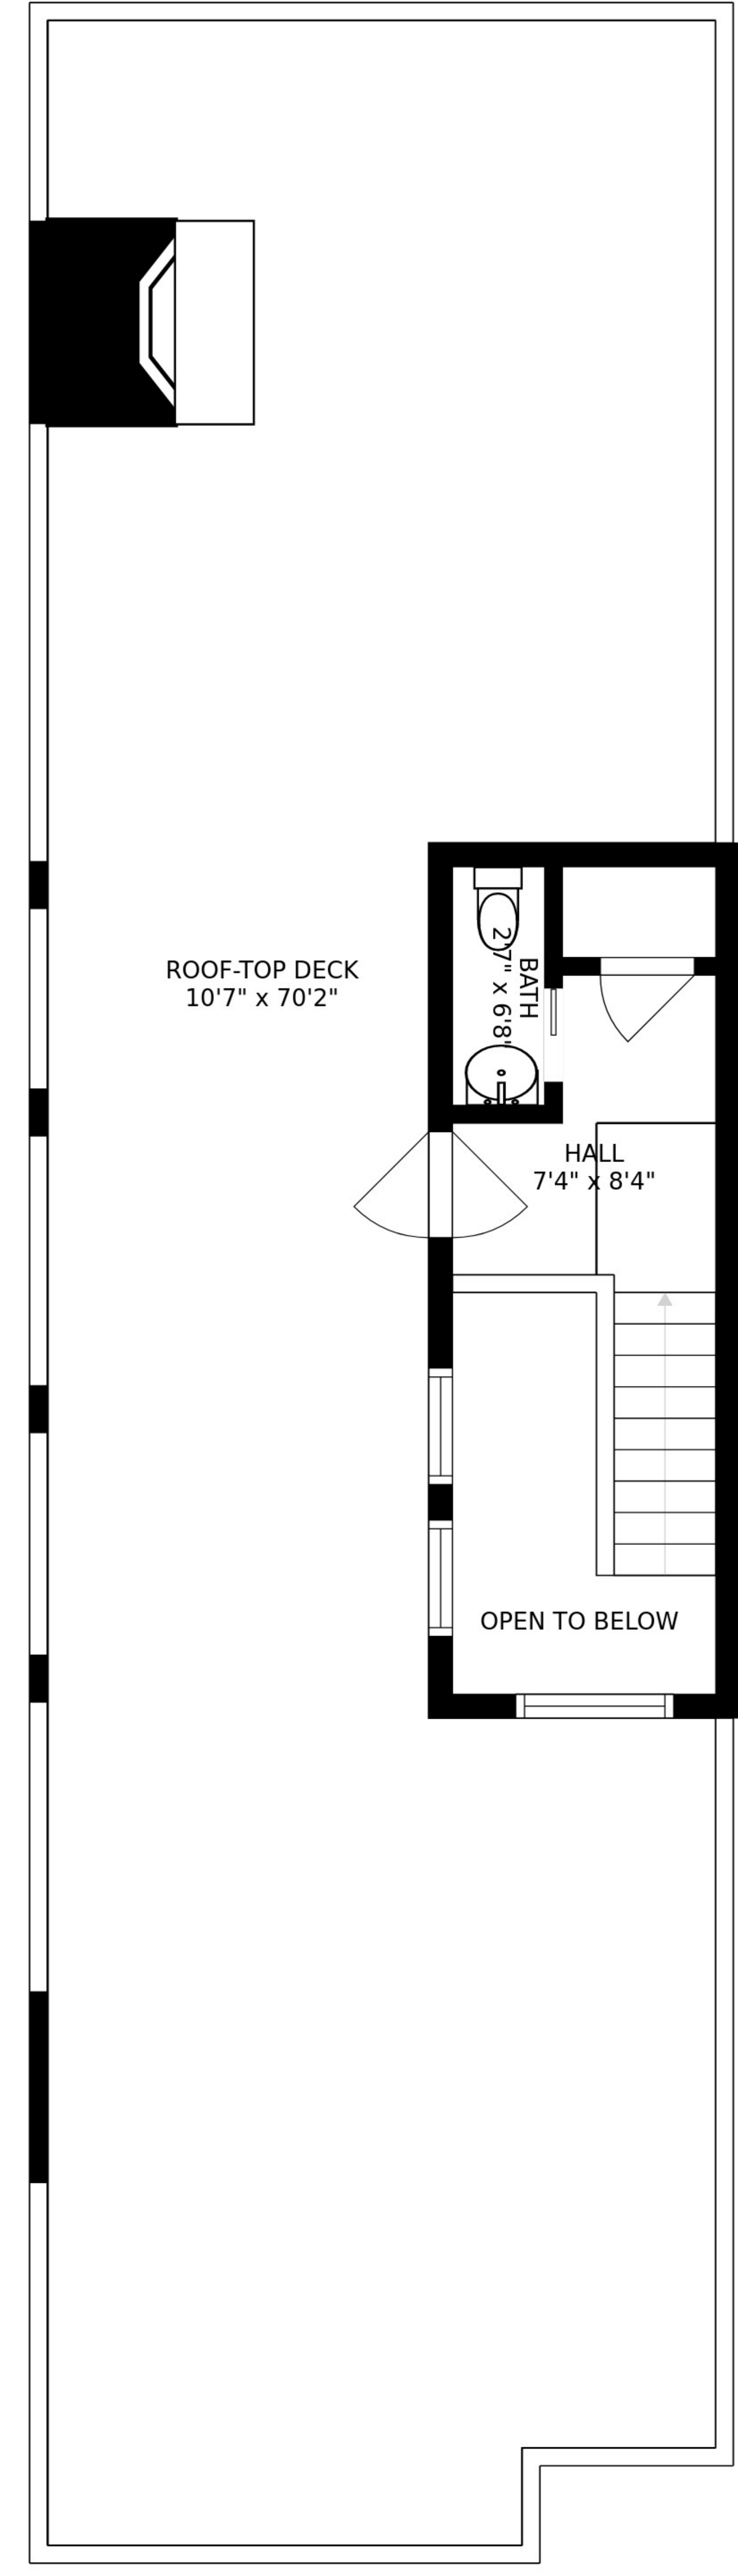 ROOF-TOP DECK
10'7" x 70'2"
BATH
2'7" x 6'8"
HALL
7'4" x 8'4"
OPEN TO BELOW